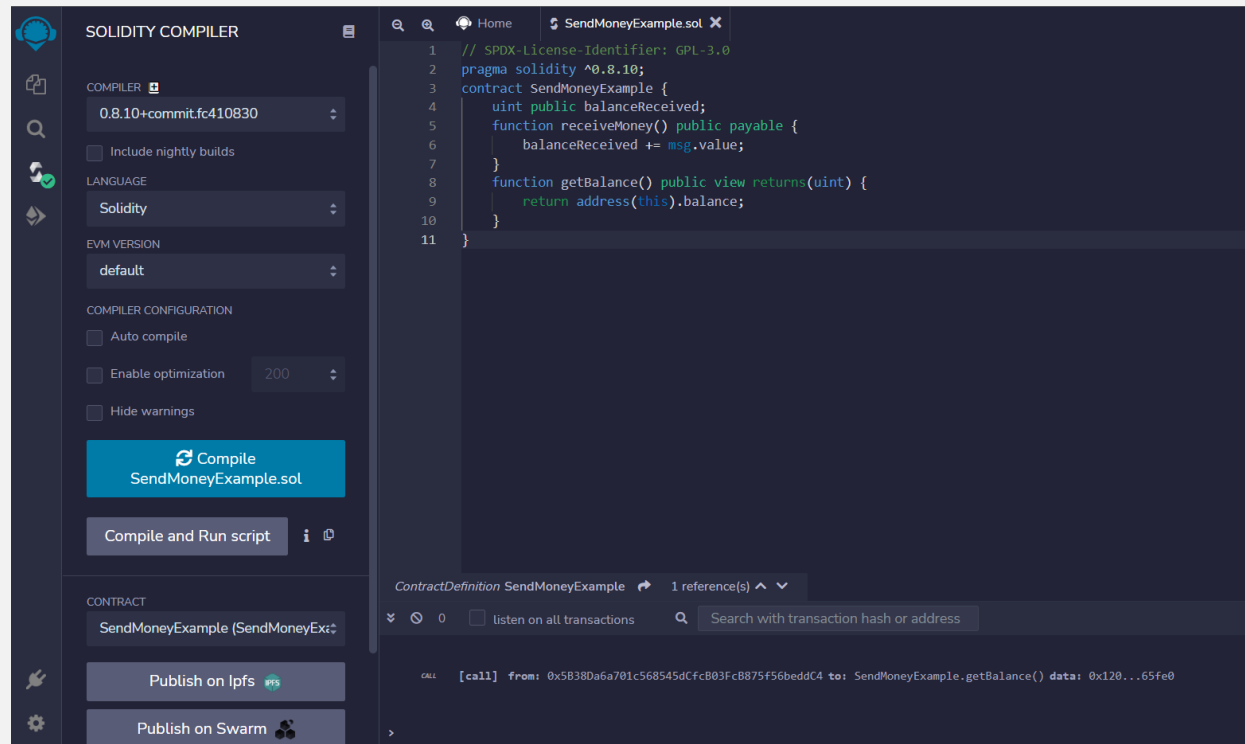 SOLIDITY COMPILER
COMPILER
0.8.10+commit.fc410830
Include nightly builds
LANGUAGE
Solidity
EVM VERSION
default
COMPILER CONFIGURATION
Auto compile
Enable optimization 200
Hide warnings
Compile
SendMoneyExample.sol
Compile and Run script
CONTRACT
SendMoneyExample (SendMoneyExa
Publish on Ipfs IPFS
Publish on Swarm
Home SendMoneyExample.sol
1 // SPDX-License-Identifier: GPL-3.0
2 pragma solidity ^0.8.10;
3 contract SendMoneyExample {
4 uint public balanceReceived;
5 function receiveMoney() public payable {
6 balanceReceived += msg.value;
7 }
8 function getBalance() public view returns(uint) {
9 return address(this).balance;
10 }
11 }
ContractDefinition SendMoneyExample 1 reference(s)
0 listen on all transactions Search with transaction hash or address
CALL [call] from: 0x5B38Da6a701c568545dCfcB03FcB875f56beddC4 to: SendMoneyExample.getBalance() data: 0x120...65fe0
>